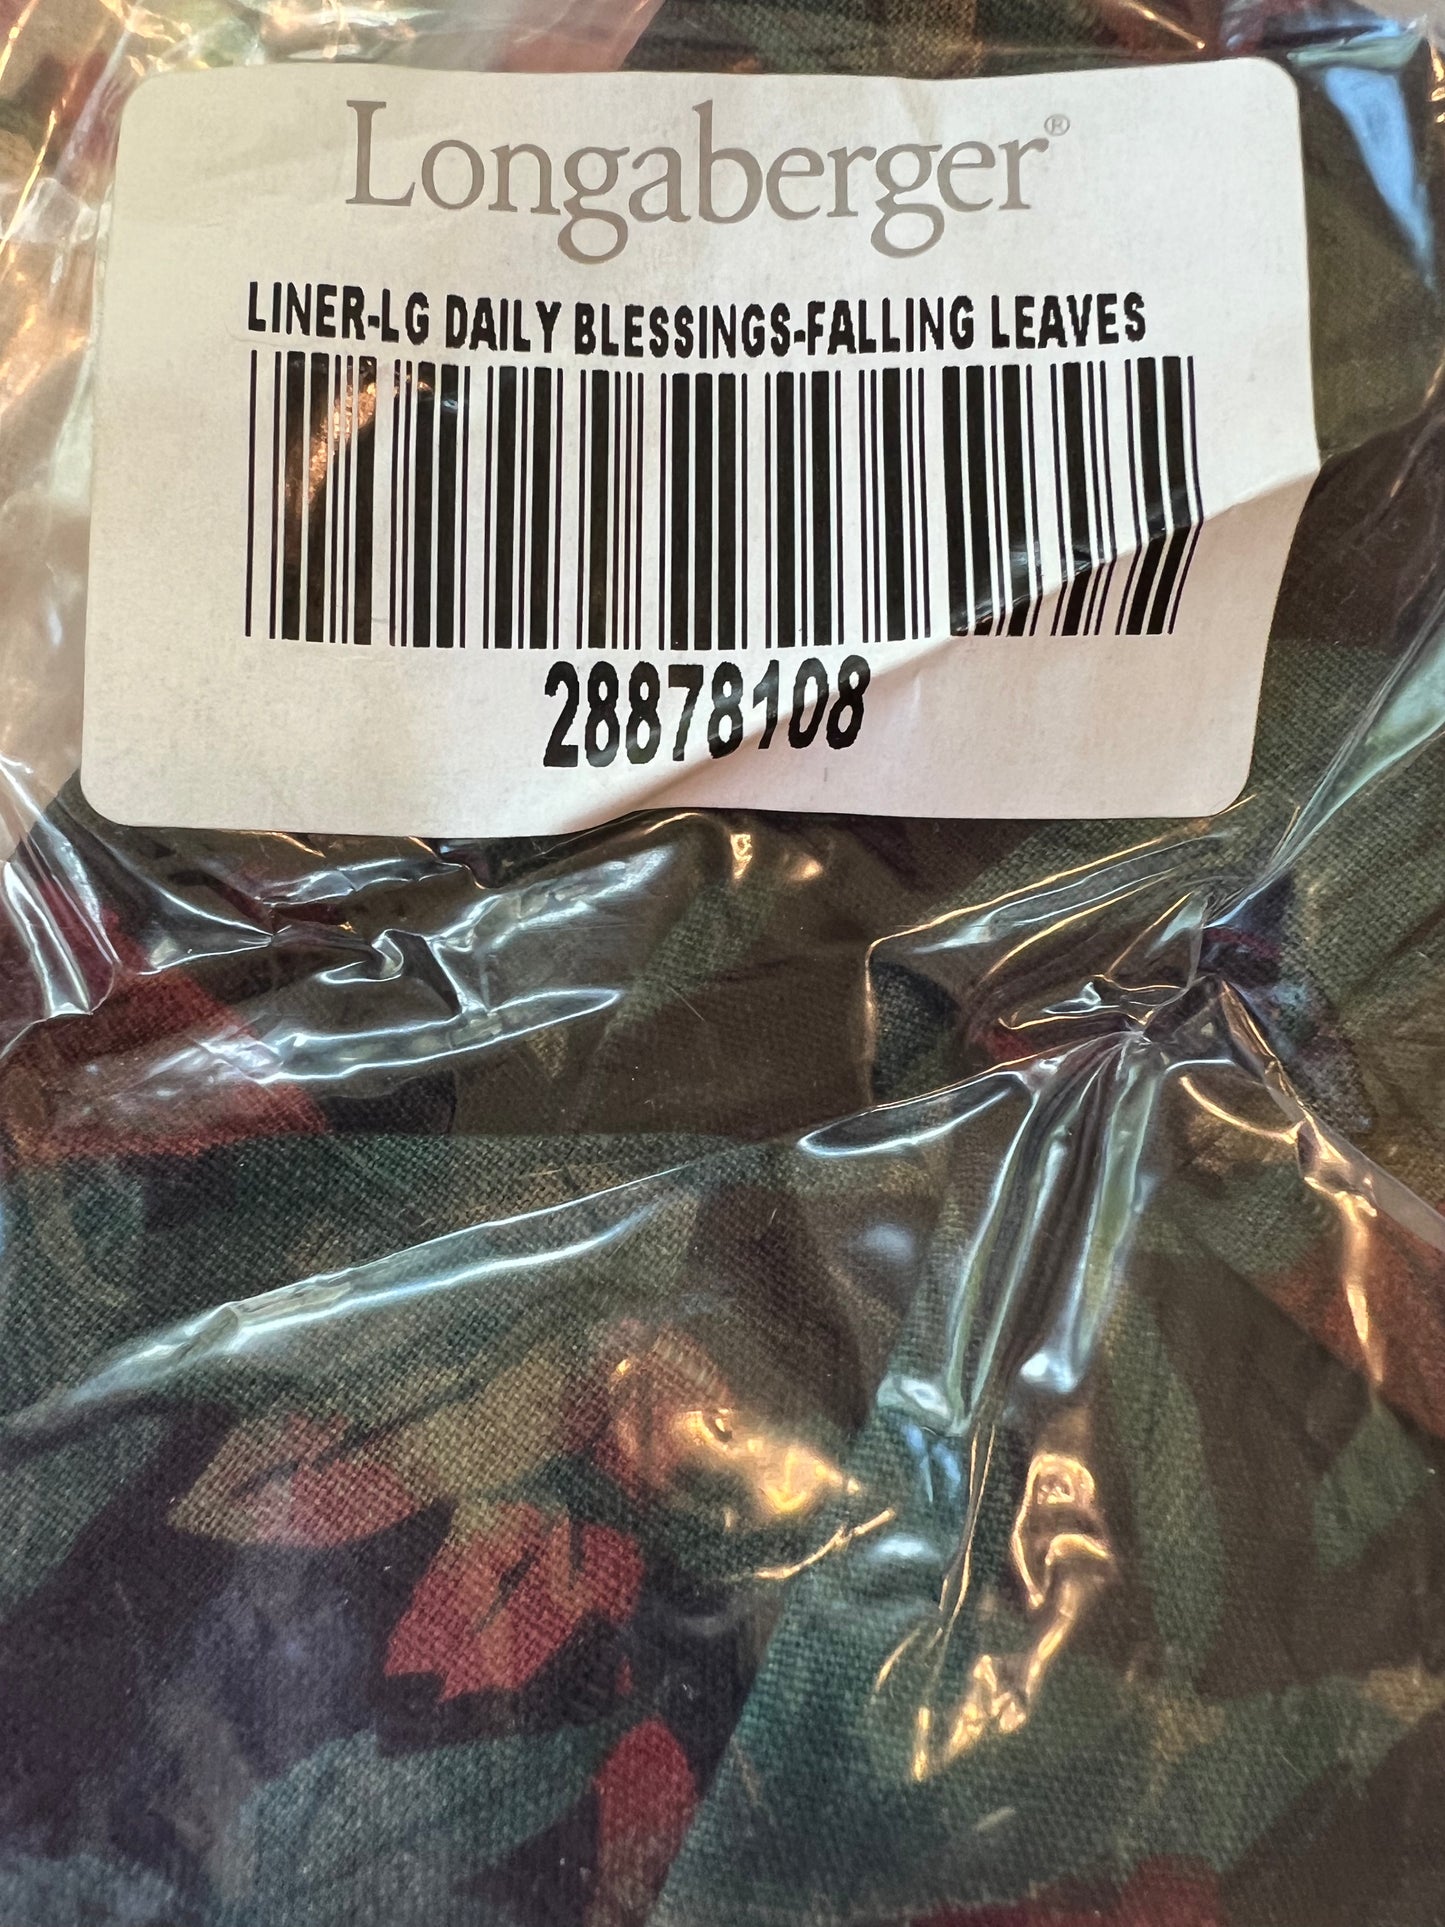 Longaberger®
LINER-LG DAILY BLESSINGS-FALLING LEAVES
28878108